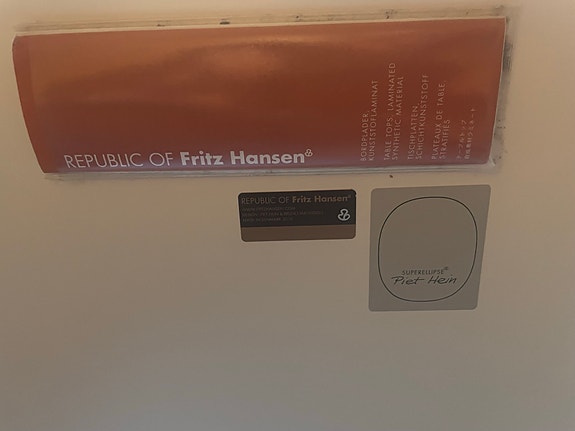 REPUBLIC OF Fritz Hansen®
BORDPLADER,
KUNSTSTOFLAMINAT
TABLE TOPS, LAMINATED
SYNTHETIC MATERIAL
TISCHPLATTEN,
SCHICHTKUNSTSTOFF
PLATEAUX DE TABLE,
STRATIFIÉS
REPUBLIC OF Fritz Hansen®
SUPERELLIPSE®
Piet Hein